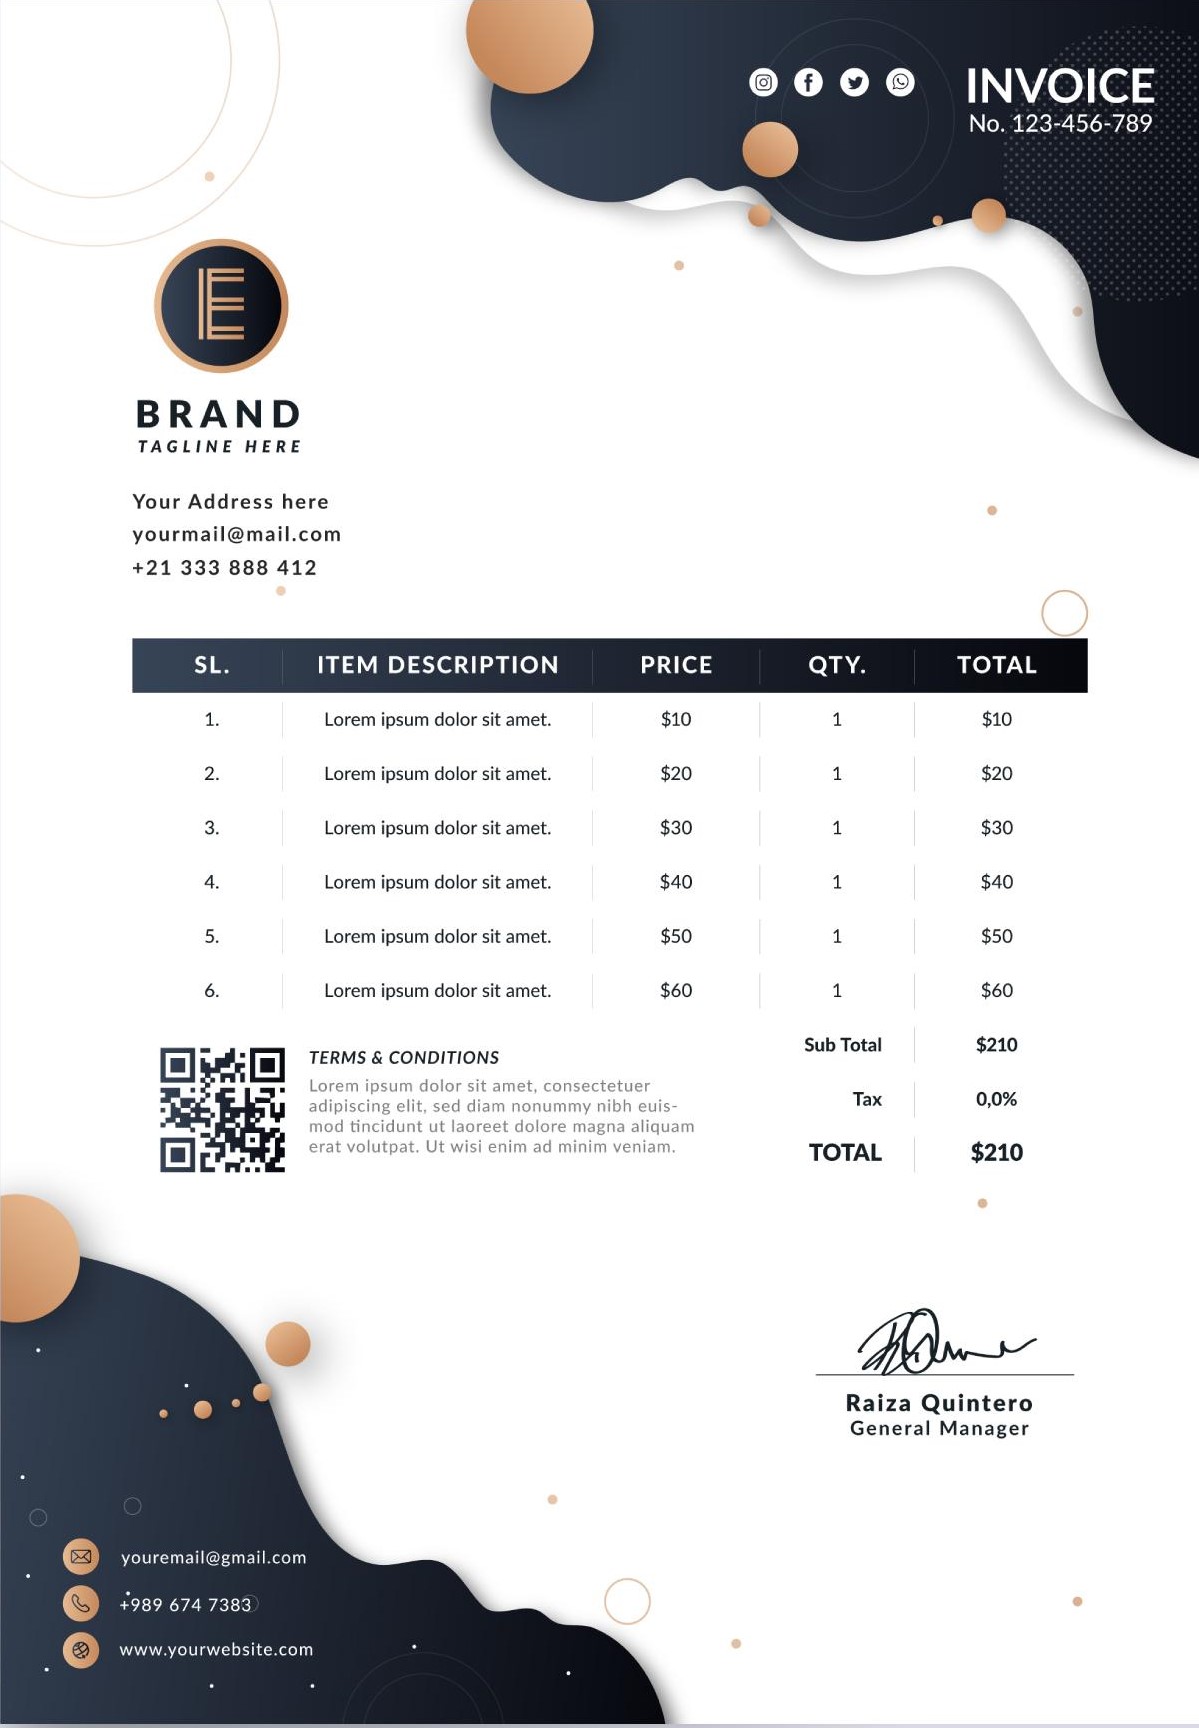 INVOICE
No. 123-456-789
E
BRAND
TAGLINE HERE
Your Address here
yourmail@mail.com
+21 333 888 412
SL. ITEM DESCRIPTION PRICE QTY. TOTAL
1. Lorem ipsum dolor sit amet. $10 1 $10
2. Lorem ipsum dolor sit amet. $20 1 $20
3. Lorem ipsum dolor sit amet. $30 1 $30
4. Lorem ipsum dolor sit amet. $40 1 $40
5. Lorem ipsum dolor sit amet. $50 1 $50
6. Lorem ipsum dolor sit amet. $60 1 $60
Sub Total $210
Tax 0,0%
TOTAL $210
TERMS & CONDITIONS
Lorem ipsum dolor sit amet, consectetuer
adipiscing elit, sed diam nonummy nibh euis-
mod tincidunt ut laoreet dolore magna aliquam
erat volutpat. Ut wisi enim ad minim veniam.
Raiza Quintero
General Manager
youremail@gmail.com
+989 674 7383
www.yourwebsite.com